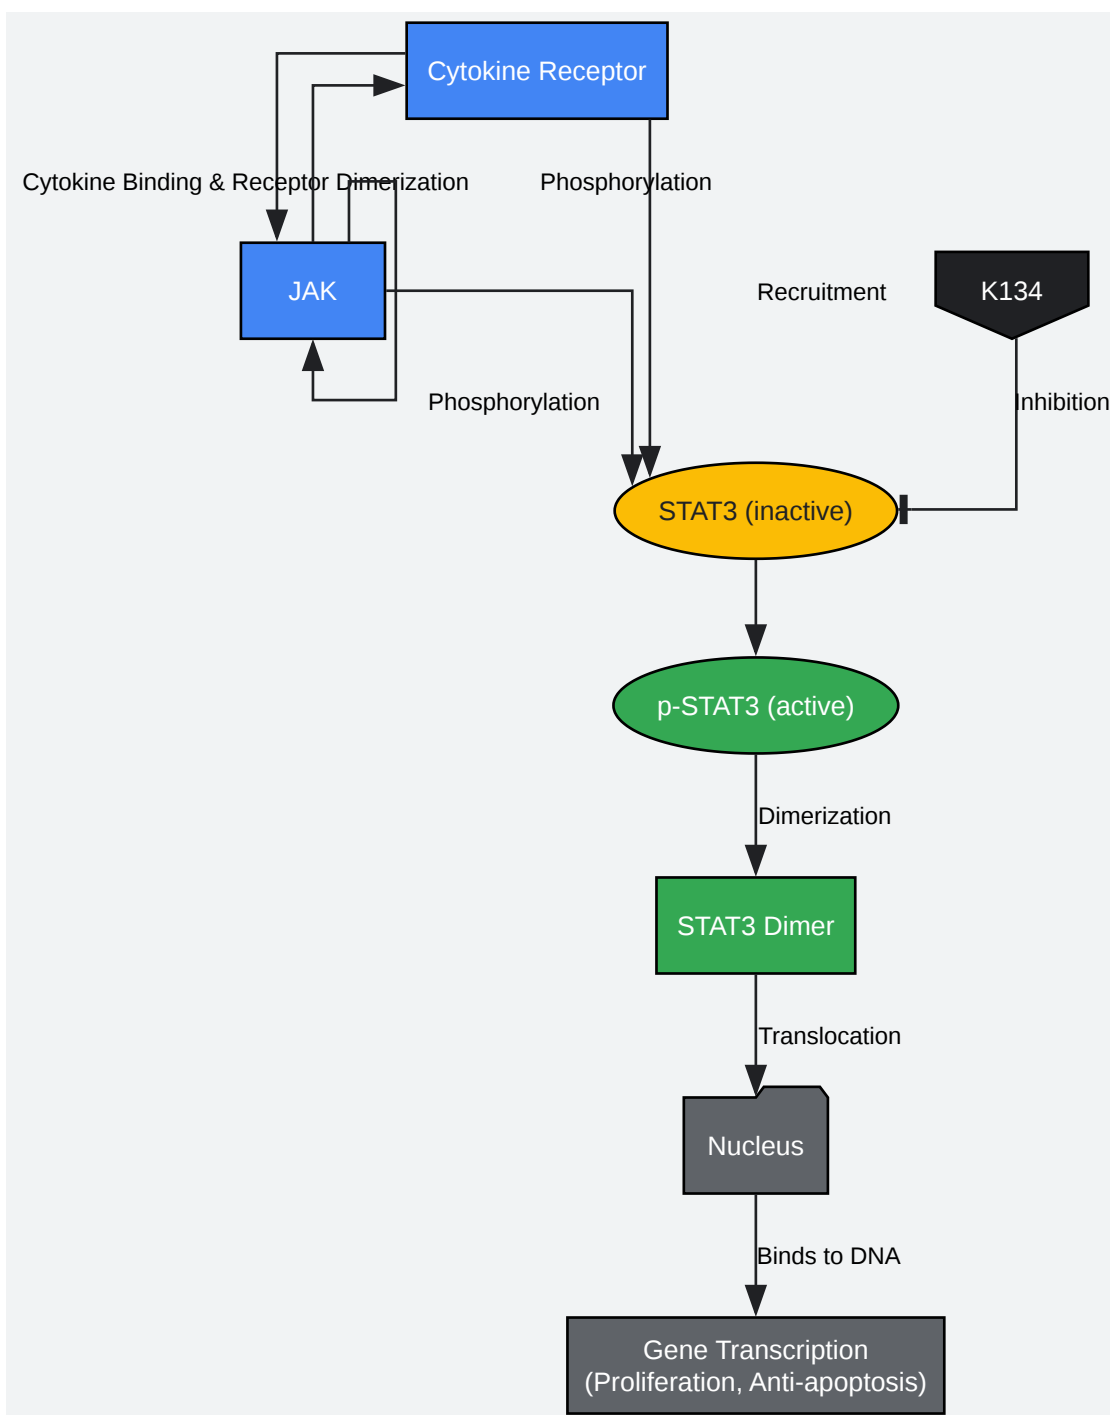 Cytokine Receptor
Cytokine Binding & Receptor Dimerization
Phosphorylation
JAK
Recruitment
K134
Phosphorylation
Inhibition
STAT3 (inactive)
p-STAT3 (active)
Dimerization
STAT3 Dimer
Translocation
Nucleus
Binds to DNA
Gene Transcription
(Proliferation, Anti-apoptosis)